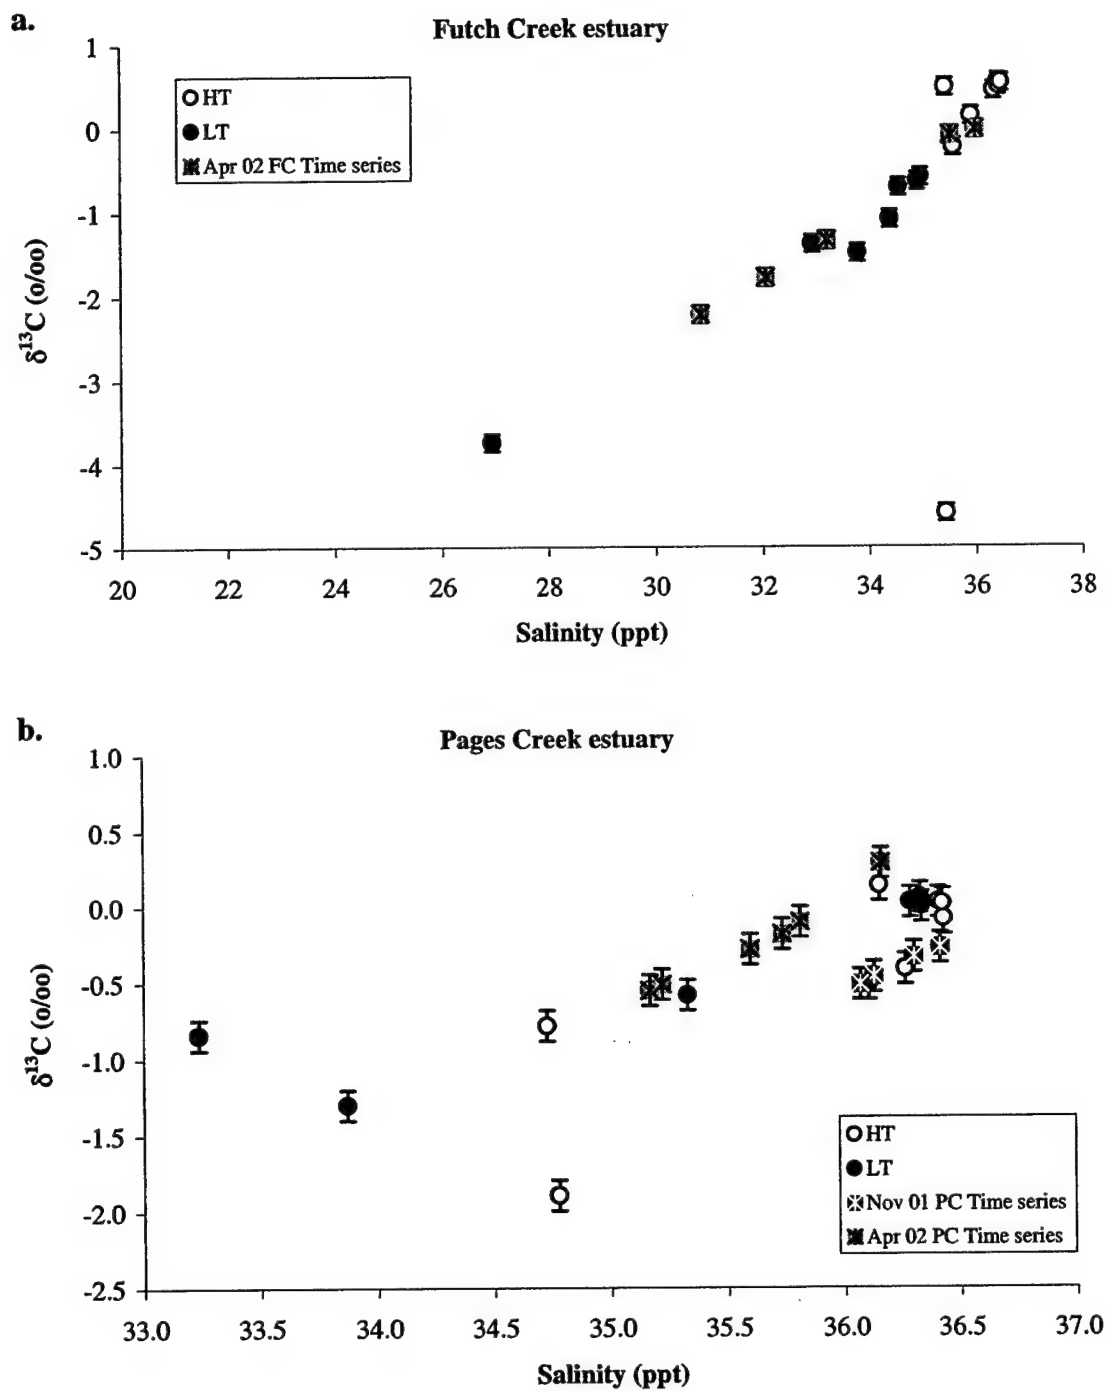 a.
Futch Creek estuary
1
0
-1
-2
-3
-4
-5
δ¹³C (o/oo)
HT
LT
Apr 02 FC Time series
20 22 24 26 28 30 32 34 36 38
Salinity (ppt)
b.
Pages Creek estuary
1.0
0.5
0.0
-0.5
-1.0
-1.5
-2.0
-2.5
δ¹³C (o/oo)
HT
LT
Nov 01 PC Time series
Apr 02 PC Time series
33.0 33.5 34.0 34.5 35.0 35.5 36.0 36.5 37.0
Salinity (ppt)